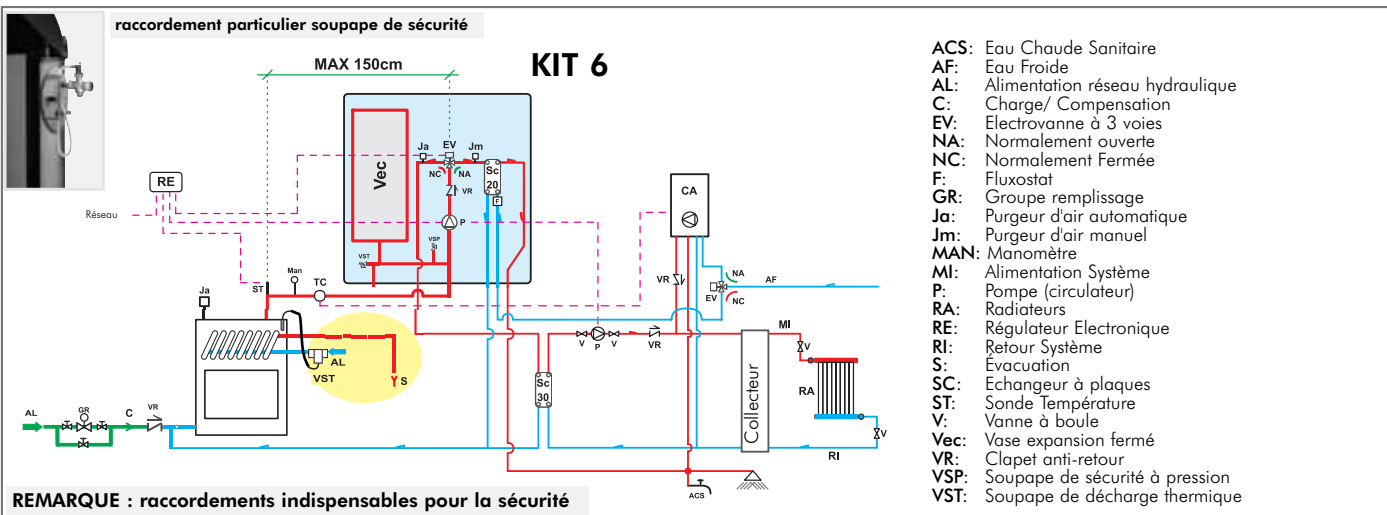 raccordement particulier soupape de sécurité
KIT 6
MAX 150cm
Vec
Ja
EV
Jm
NC
NA
Sc
20
F
VR
P
VSP
VST
RE
Réseau
ST
Man
TC
Ja
AL
VST
S
AL
GR
C
VR
CA
VR
EV
NA
NC
AF
MI
V
P
V
VR
Sc
30
Collecteur
V
RA
V
RI
ACS
REMARQUE : raccordements indispensables pour la sécurité
ACS: Eau Chaude Sanitaire
AF: Eau Froide
AL: Alimentation réseau hydraulique
C: Charge/ Compensation
EV: Electrovanne à 3 voies
NA: Normalement ouverte
NC: Normalement Fermée
F: Fluxostat
GR: Groupe remplissage
Ja: Purgeur d'air automatique
Jm: Purgeur d'air manuel
MAN: Manomètre
MI: Alimentation Système
P: Pompe (circulateur)
RA: Radiateurs
RE: Régulateur Electronique
RI: Retour Système
S: Évacuation
SC: Echangeur à plaques
ST: Sonde Température
V: Vanne à boule
Vec: Vase expansion fermé
VR: Clapet anti-retour
VSP: Soupape de sécurité à pression
VST: Soupape de décharge thermique